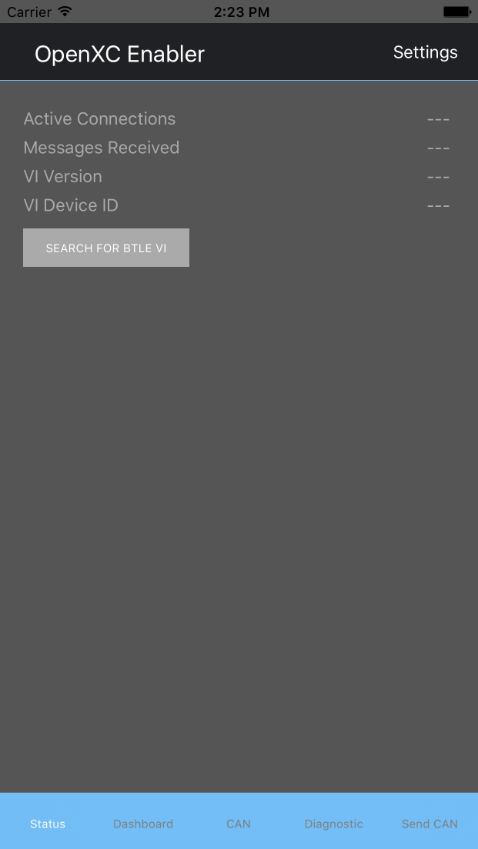 Carrier 2:23 PM
OpenXC Enabler Settings
Active Connections ---
Messages Received ---
VI Version ---
VI Device ID ---
SEARCH FOR BTLE VI
Status Dashboard CAN Diagnostic Send CAN